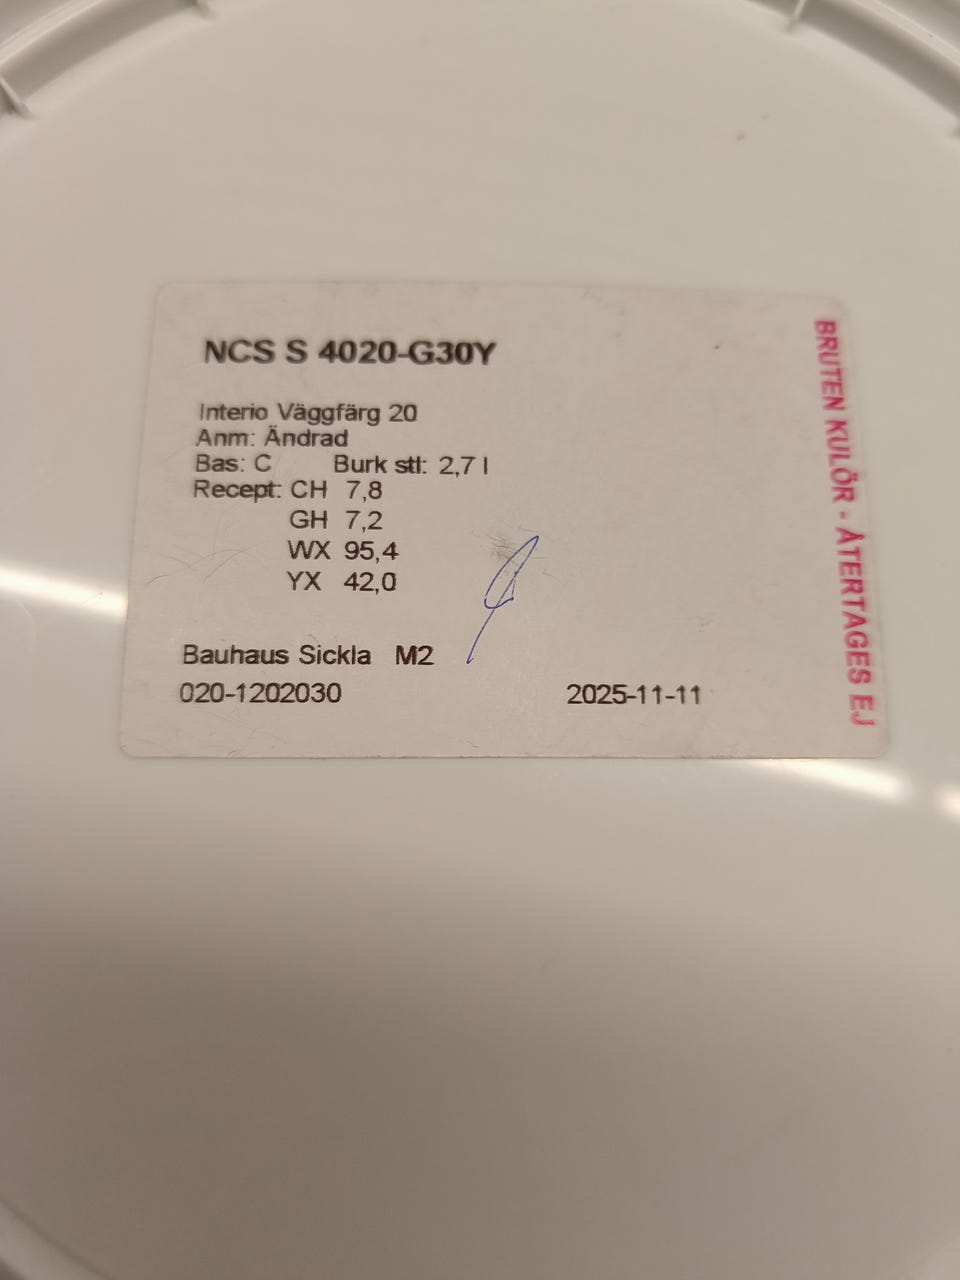 NCS S 4020-G30Y
Interio Väggfärg 20
Anm: Ändrad
Bas: C Burk stl: 2,7 l
Recept: CH 7,8
GH 7,2
WX 95,4
YX 42,0
Bauhaus Sickla M2
020-1202030 2025-11-11
BRUTEN KULÖR - ÅTERTAGES EJ